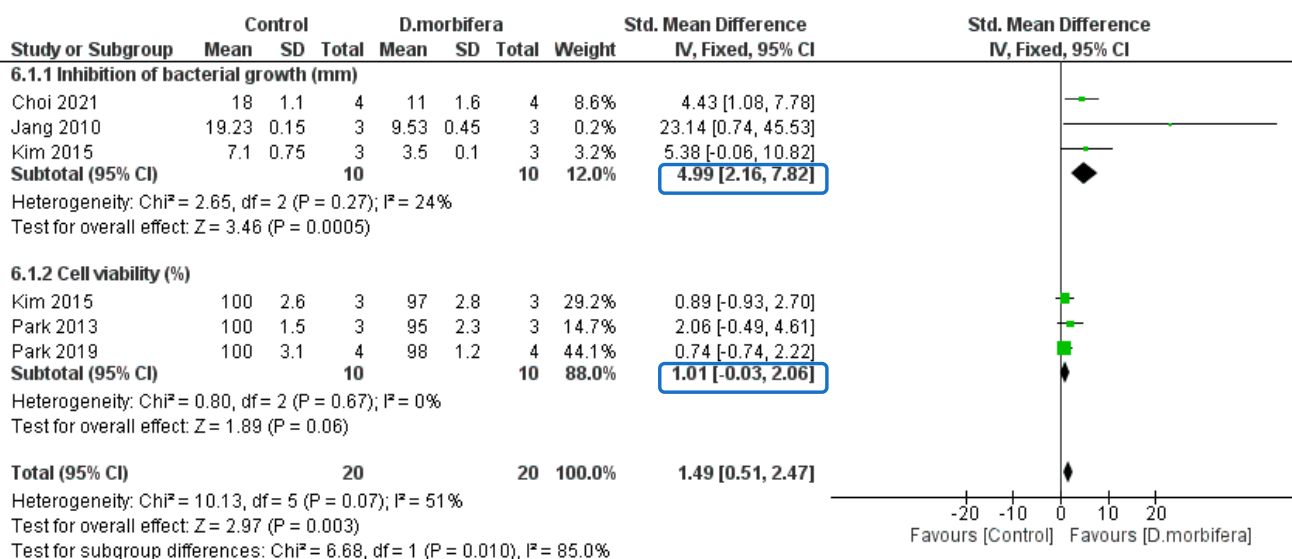 Control D.morbifera Std. Mean Difference Std. Mean Difference
Study or Subgroup Mean SD Total Mean SD Total Weight IV, Fixed, 95% CI IV, Fixed, 95% CI
6.1.1 Inhibition of bacterial growth (mm)
Choi 2021 18 1.1 4 11 1.6 4 8.6% 4.43 [1.08, 7.78]
Jang 2010 19.23 0.15 3 9.53 0.45 3 0.2% 23.14 [0.74, 45.53]
Kim 2015 7.1 0.75 3 3.5 0.1 3 3.2% 5.38 [-0.06, 10.82]
Subtotal (95% CI) 10 10 12.0% 4.99 [2.16, 7.82]
Heterogeneity: Chi² = 2.65, df = 2 (P = 0.27); I² = 24%
Test for overall effect: Z = 3.46 (P = 0.0005)
6.1.2 Cell viability (%)
Kim 2015 100 2.6 3 97 2.8 3 29.2% 0.89 [-0.93, 2.70]
Park 2013 100 1.5 3 95 2.3 3 14.7% 2.06 [-0.49, 4.61]
Park 2019 100 3.1 4 98 1.2 4 44.1% 0.74 [-0.74, 2.22]
Subtotal (95% CI) 10 10 88.0% 1.01 [-0.03, 2.06]
Heterogeneity: Chi² = 0.80, df = 2 (P = 0.67); I² = 0%
Test for overall effect: Z = 1.89 (P = 0.06)
Total (95% CI) 20 20 100.0% 1.49 [0.51, 2.47]
Heterogeneity: Chi² = 10.13, df = 5 (P = 0.07); I² = 51%
Test for overall effect: Z = 2.97 (P = 0.003)
Test for subgroup differences: Chi² = 6.68, df = 1 (P = 0.010), I² = 85.0%
-20 -10 0 10 20
Favours [Control] Favours [D.morbifera]